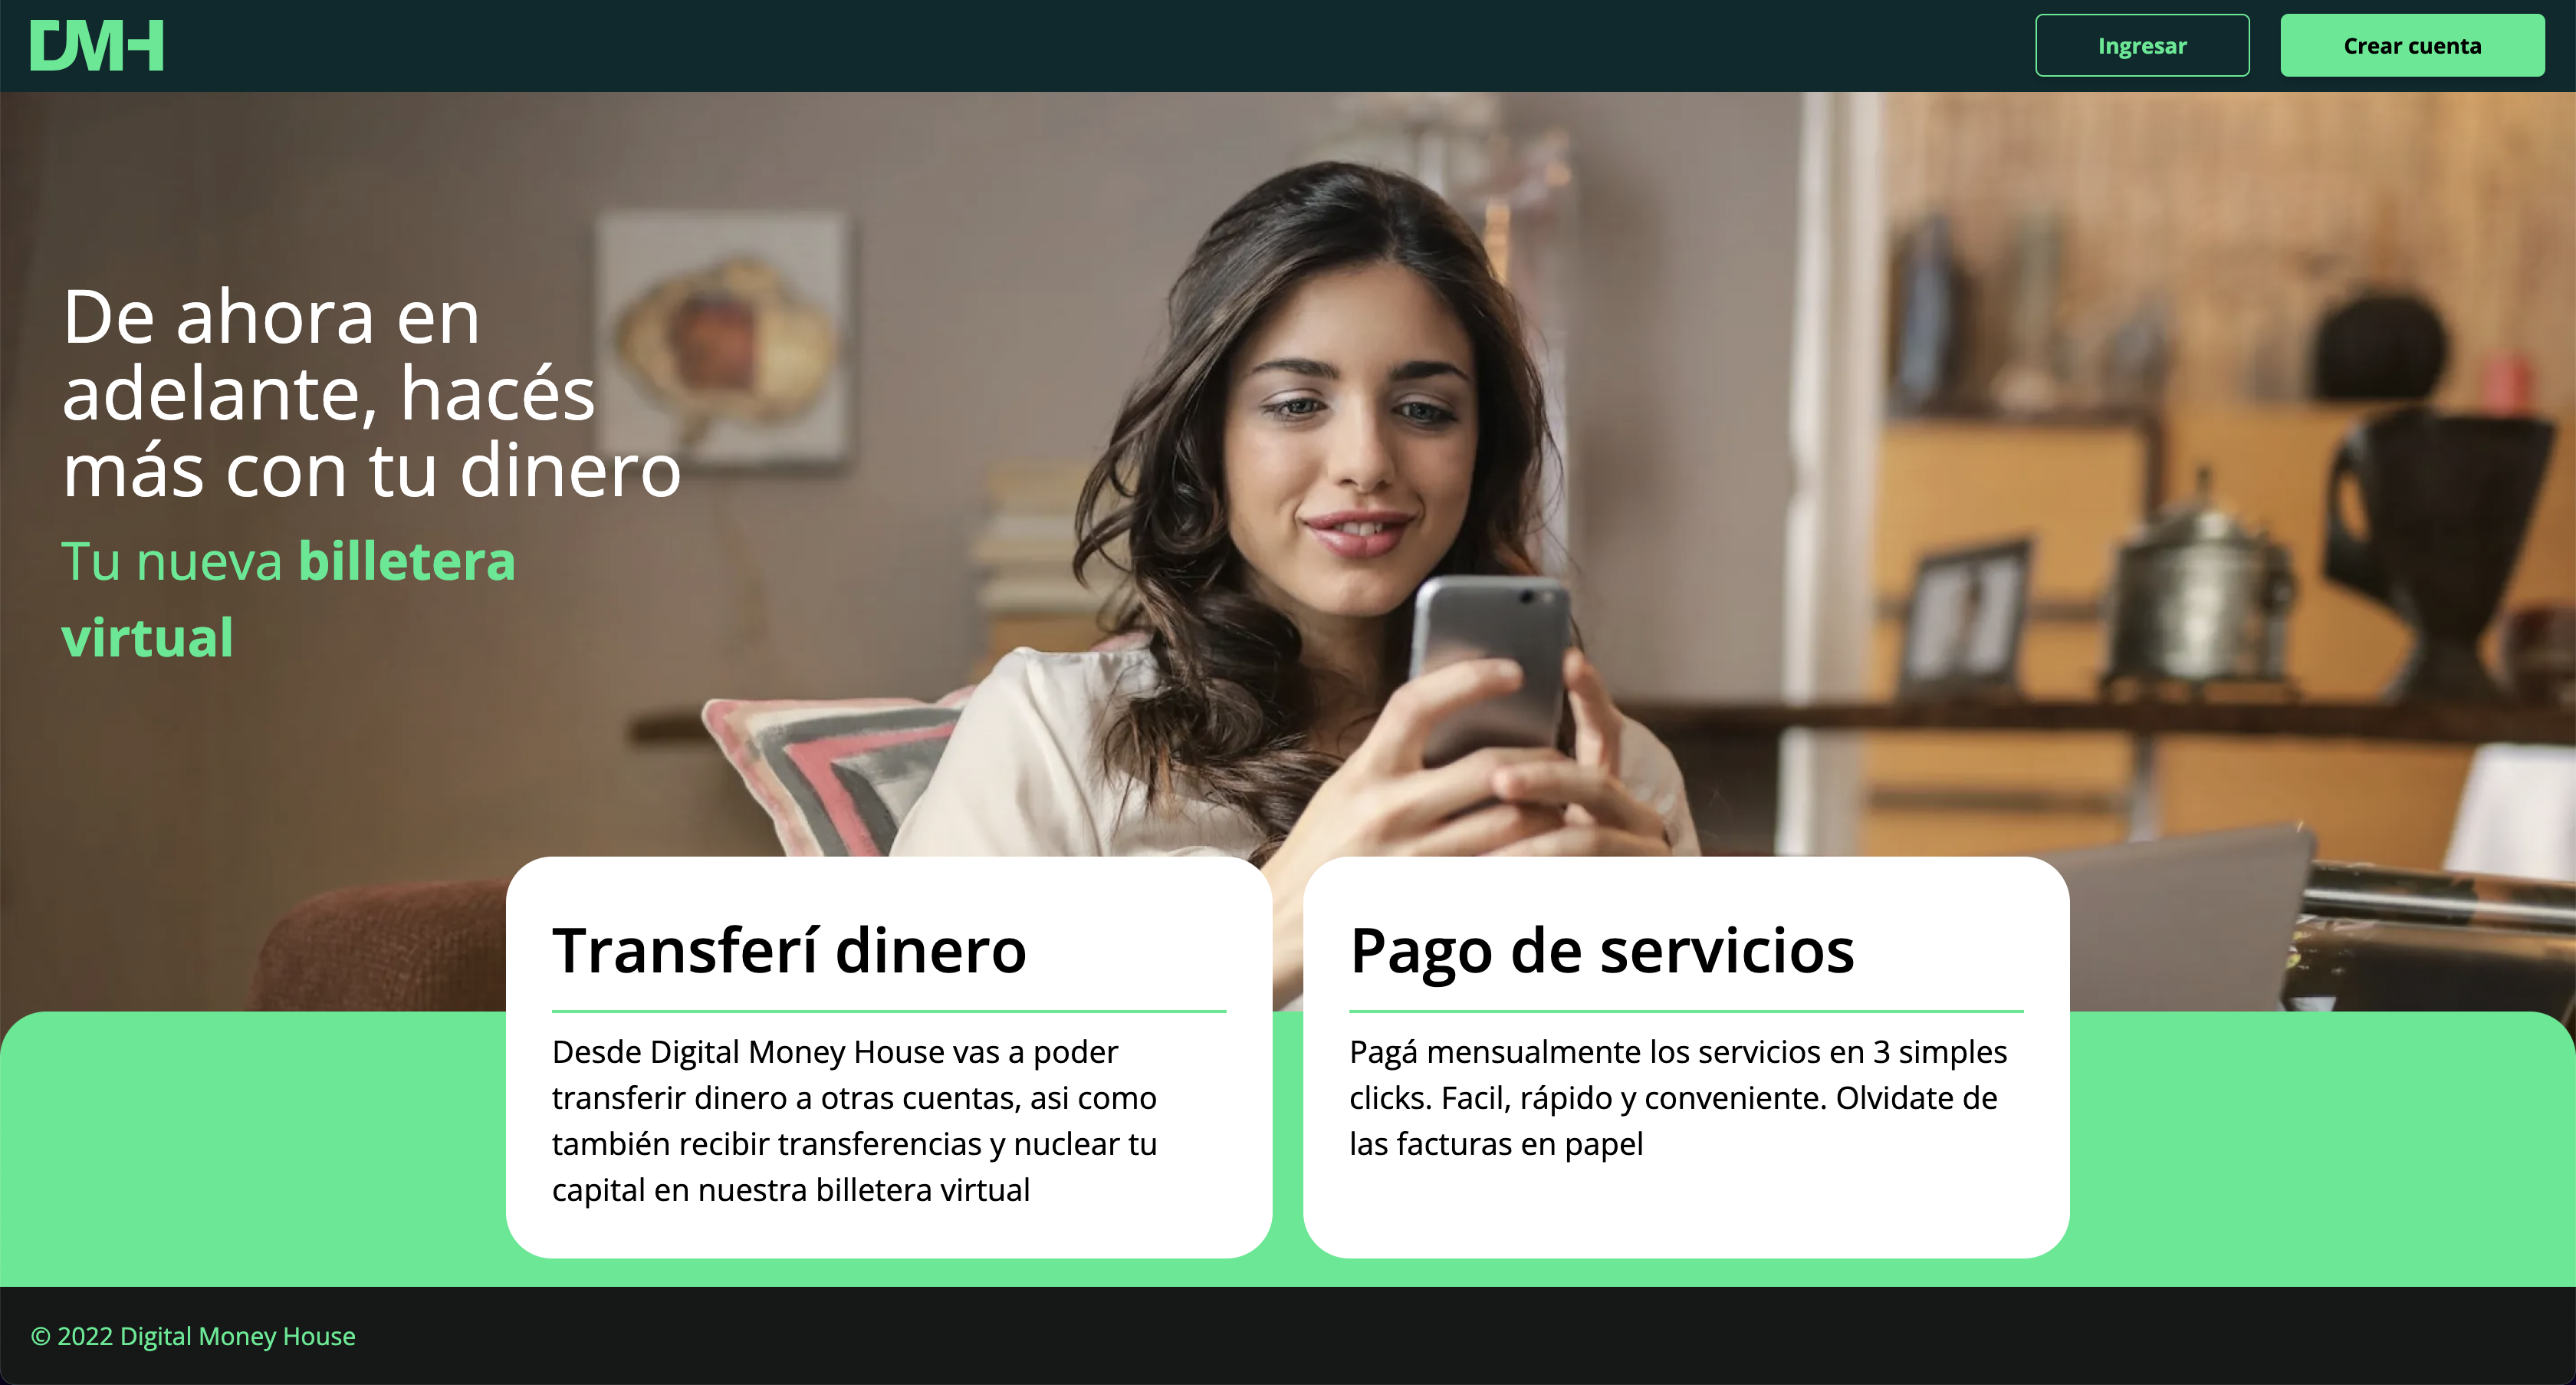 DMH
Ingresar
Crear cuenta
De ahora en
adelante, hacés
más con tu dinero
Tu nueva billetera
virtual
Transferí dinero
Desde Digital Money House vas a poder
transferir dinero a otras cuentas, asi como
también recibir transferencias y nuclear tu
capital en nuestra billetera virtual
Pago de servicios
Pagá mensualmente los servicios en 3 simples
clicks. Facil, rápido y conveniente. Olvidate de
las facturas en papel
© 2022 Digital Money House